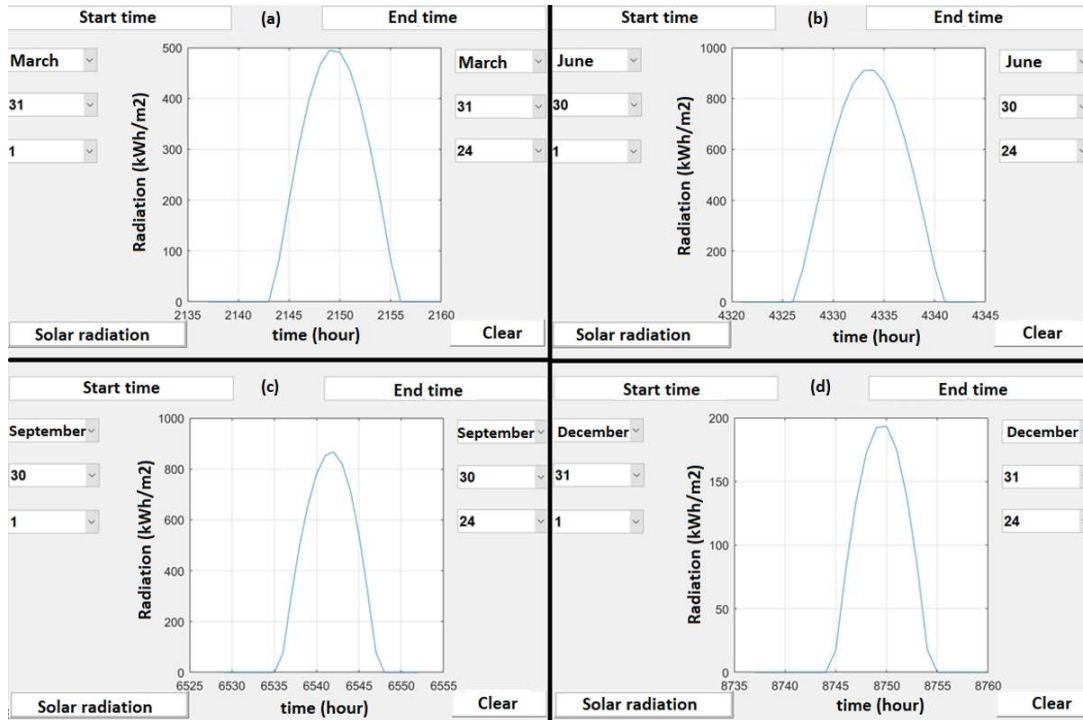 Start time (a) End time
March
31
1
Radiation (kWh/m2)
500
400
300
200
100
0
2135 2140 2145 2150 2155 2160
time (hour)
March
31
24
Solar radiation
Clear
(b) End time
June
30
1
Radiation (kWh/m2)
1000
800
600
400
200
0
4320 4325 4330 4335 4340 4345
time (hour)
June
30
24
Solar radiation
Clear
Start time (c) End time
September
30
1
Radiation (kWh/m2)
1000
800
600
400
200
0
6525 6530 6535 6540 6545 6550 6555
time (hour)
September
30
24
Solar radiation
Clear
Start time (d) End time
December
31
1
Radiation (kWh/m2)
200
150
100
50
0
8735 8740 8745 8750 8755 8760
time (hour)
December
31
24
Solar radiation
Clear